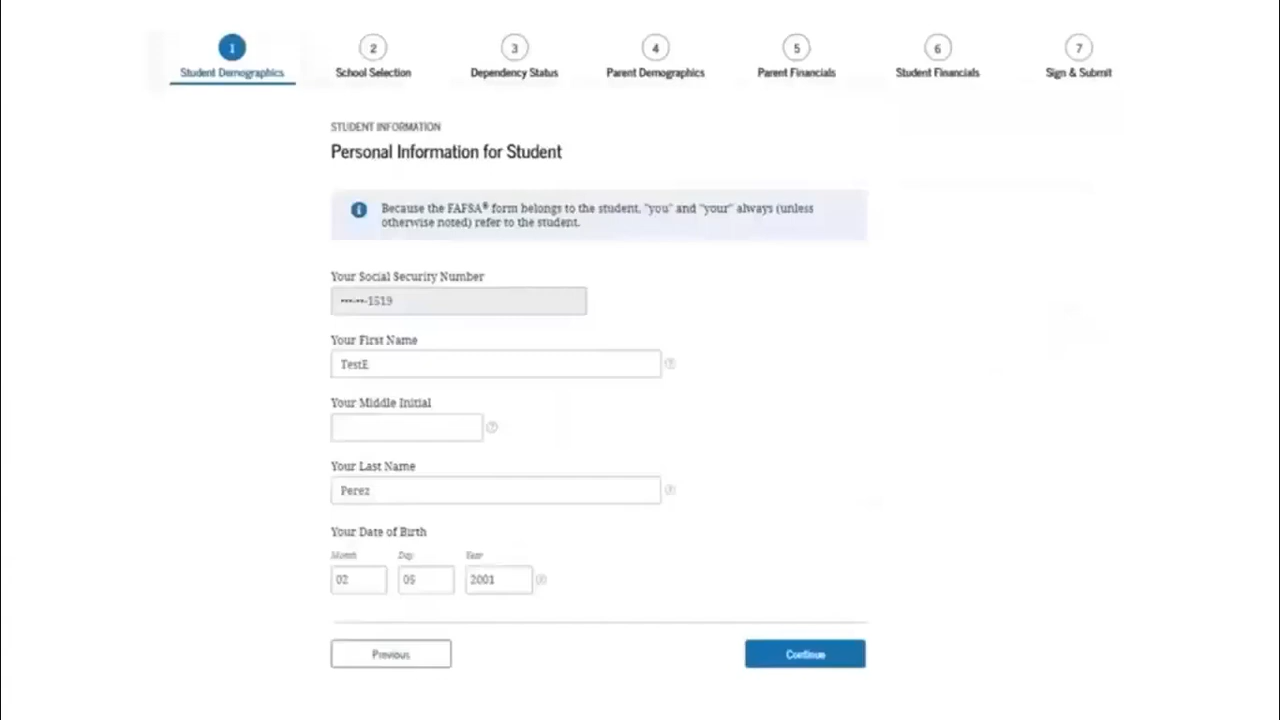 1
Student Demographics
2
School Selection
3
Dependency Status
4
Parent Demographics
5
Parent Financials
6
Student Financials
7
Sign & Submit
STUDENT INFORMATION
Personal Information for Student
Because the FAFSA® form belongs to the student, "you" and "your" always (unless
otherwise noted) refer to the student.
Your Social Security Number
•••-••-1519
Your First Name
TestE
Your Middle Initial
Your Last Name
Perez
Your Date of Birth
Month Day Year
02 05 2001
Previous Continue